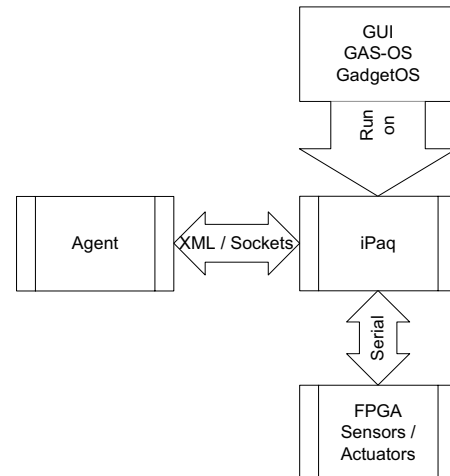 GUI
GAS-OS
GadgetOS
Run
on
Agent
XML / Sockets
iPaq
Serial
FPGA
Sensors /
Actuators